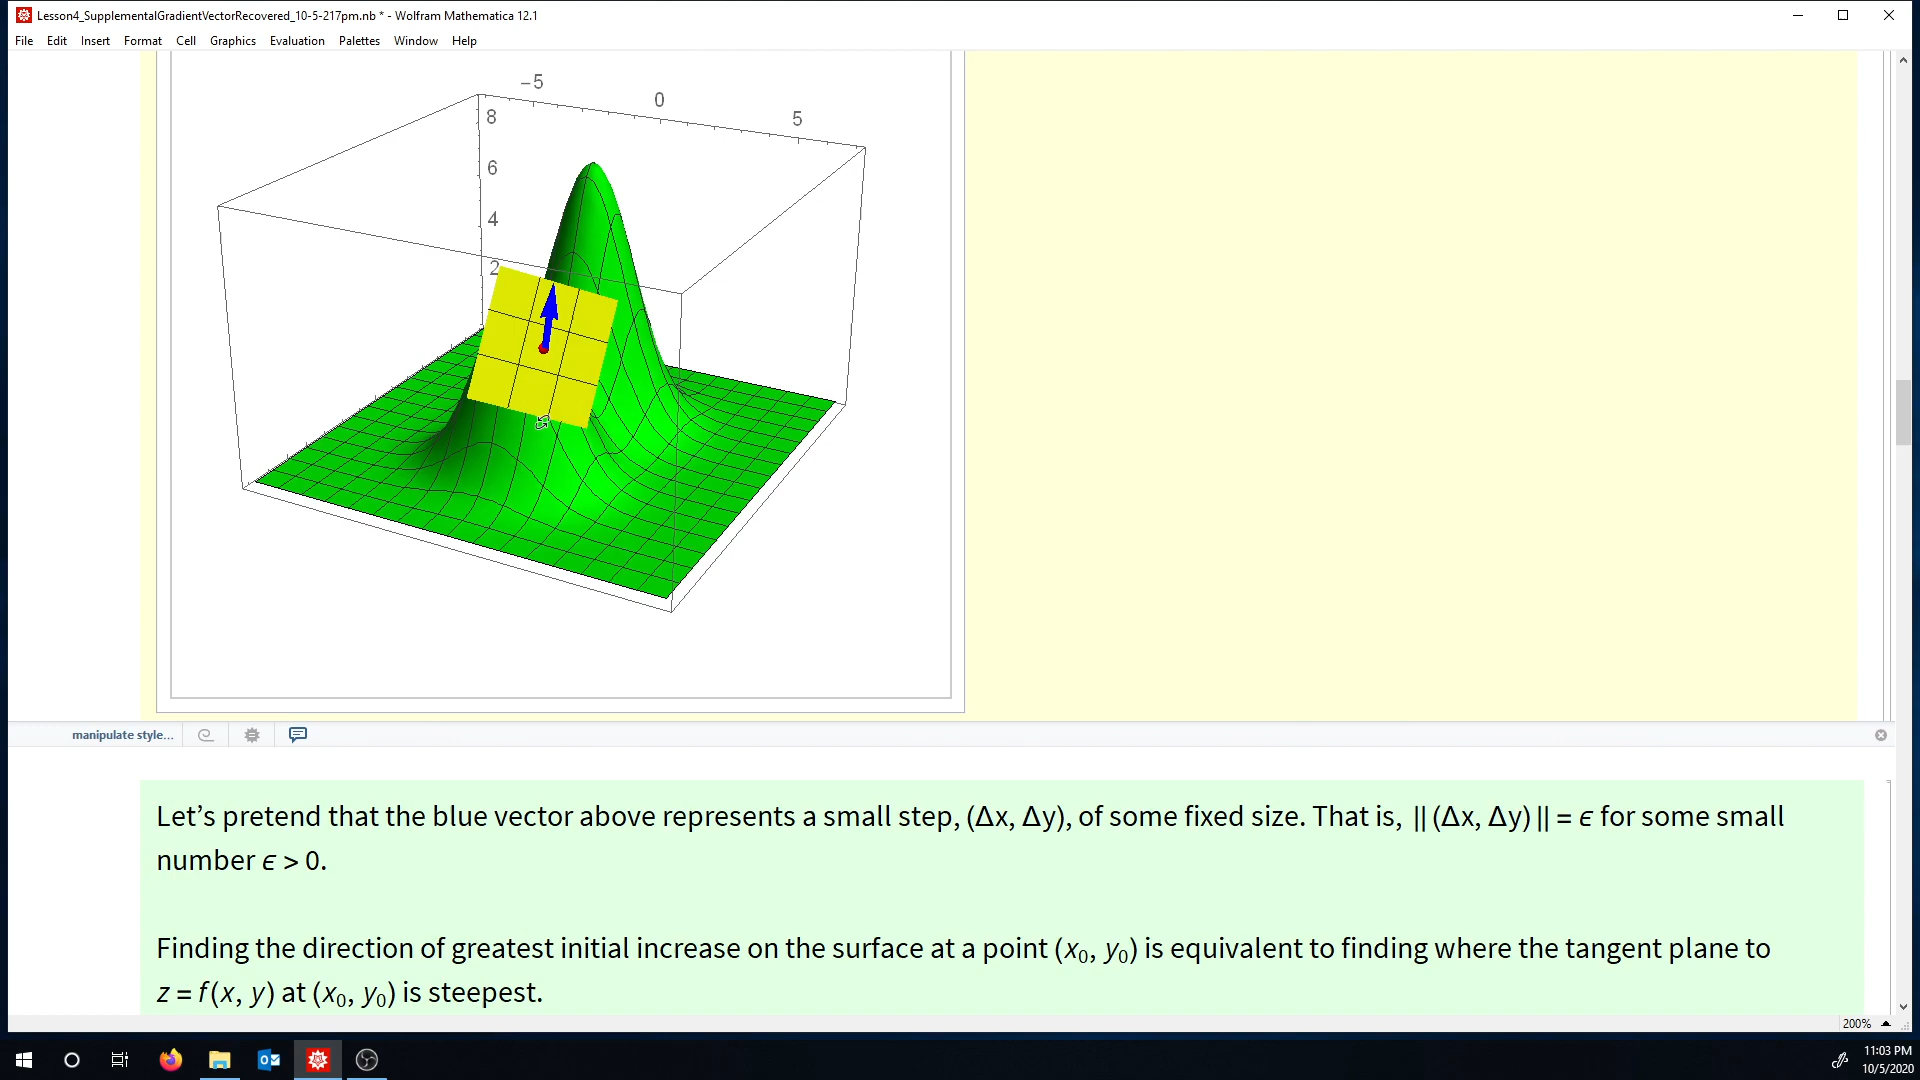 Lesson4_SupplementalGradientVectorRecovered_10-5-217pm.nb * - Wolfram Mathematica 12.1
File Edit Insert Format Cell Graphics Evaluation Palettes Window Help
−5
0
5
8
6
4
2
manipulate style...
Let’s pretend that the blue vector above represents a small step, (Δx, Δy), of some fixed size. That is, || (Δx, Δy) || = ϵ for some small
number ϵ > 0.
Finding the direction of greatest initial increase on the surface at a point (x₀, y₀) is equivalent to finding where the tangent plane to
z = f(x, y) at (x₀, y₀) is steepest.
200%
11:03 PM
10/5/2020